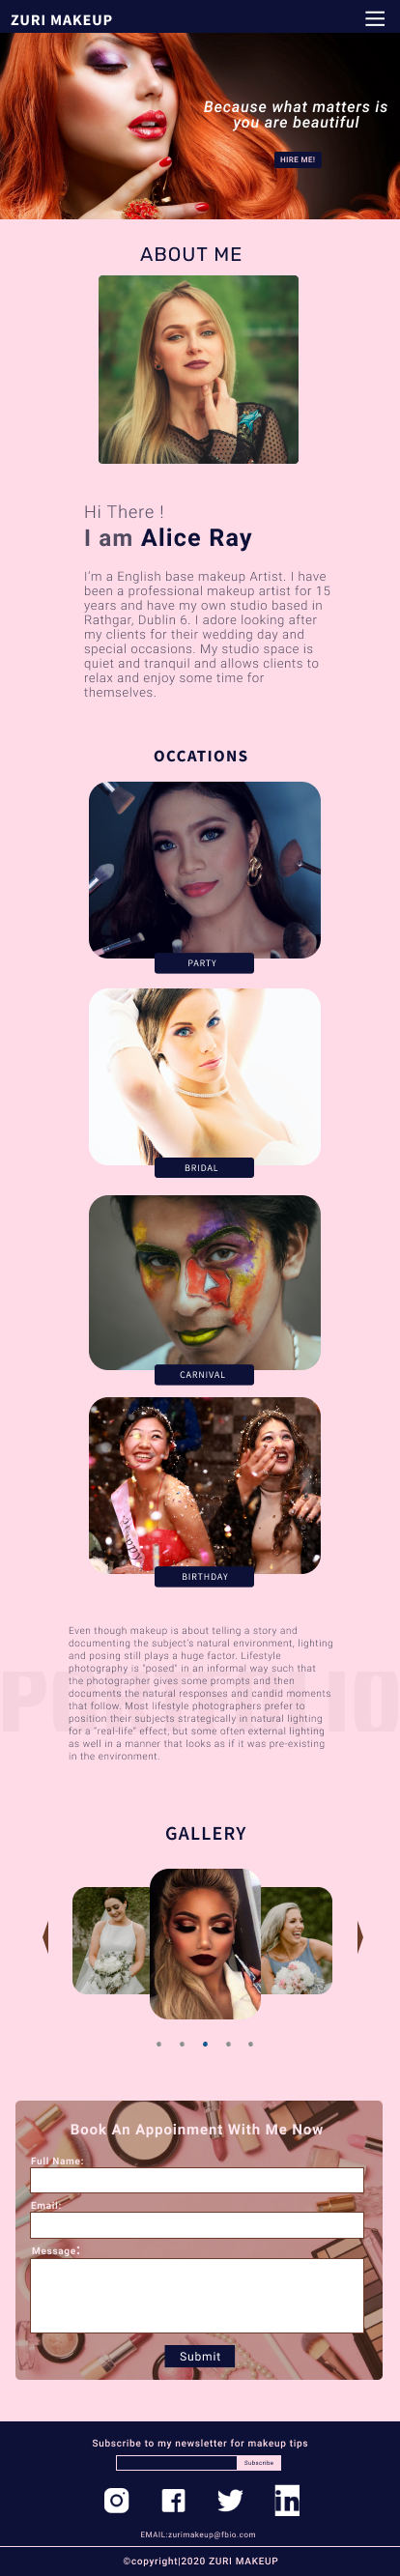 ZURI MAKEUP
Because what matters is
you are beautiful
HIRE ME!
ABOUT ME
Hi There !
I am Alice Ray
I'm a English base makeup Artist. I have
been a professional makeup artist for 15
years and have my own studio based in
Rathgar, Dublin 6. I adore looking after
my clients for their wedding day and
special occasions. My studio space is
quiet and tranquil and allows clients to
relax and enjoy some time for
themselves.
OCCATIONS
PARTY
BRIDAL
CARNIVAL
BIRTHDAY
Even though makeup is about telling a story and
documenting the subject's natural environment, lighting
and posing still plays a huge factor. Lifestyle
photography is "posed" in an informal way such that
the photographer gives some prompts and then
documents the natural responses and candid moments
that follow. Most lifestyle photographers prefer to
position their subjects strategically in natural lighting
for a "real-life" effect, but some often external lighting
as well in a manner that looks as if it was pre-existing
in the environment.
GALLERY
Book An Appoinment With Me Now
Full Name:
Email:
Message:
Submit
Subscribe to my newsletter for makeup tips
Subscribe
EMAIL:zurimakeup@fbio.com
©copyright|2020 ZURI MAKEUP